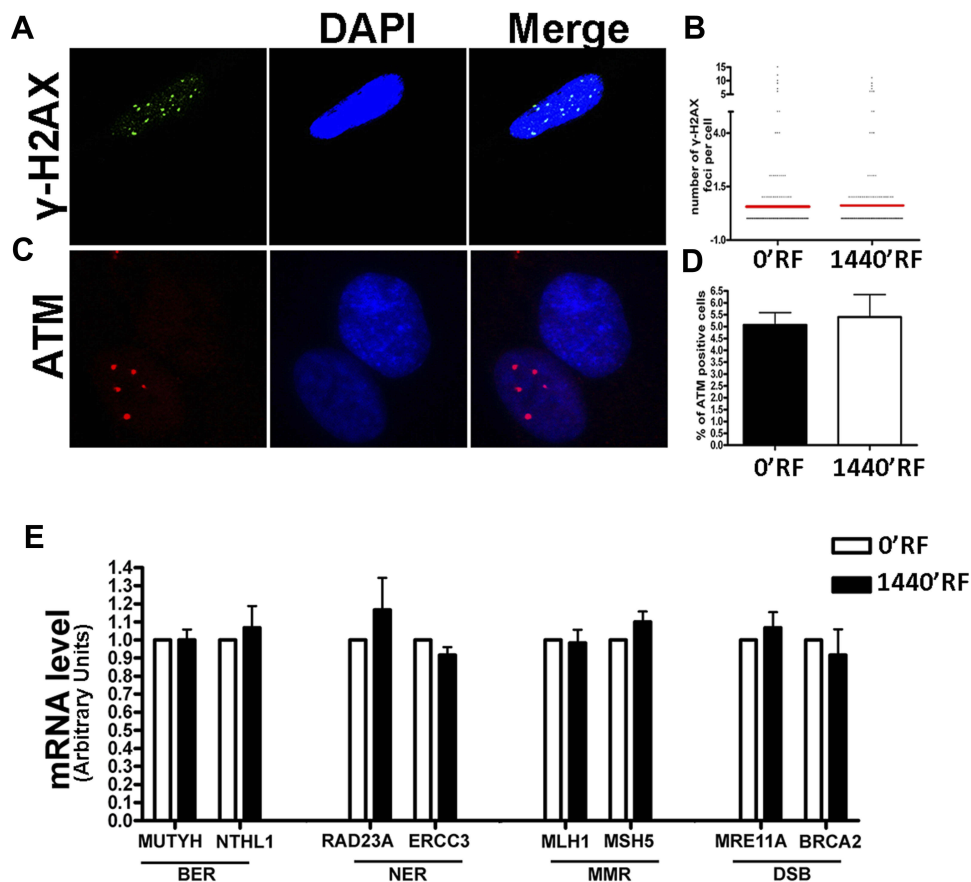 A
DAPI
Merge
γ-H2AX
B
number of γ-H2AX
foci per cell
15
10
5
4.0
1.5
-1.0
0'RF
1440'RF
C
ATM
D
% of ATM positive cells
6.5
6.0
5.5
5.0
4.5
4.0
3.5
3.0
2.5
2.0
1.5
1.0
0.5
0.0
0'RF
1440'RF
E
0'RF
1440'RF
mRNA level
(Arbitrary Units)
1.4
1.3
1.2
1.1
1.0
0.9
0.8
0.7
0.6
0.5
0.4
0.3
0.2
0.1
0.0
MUTYH NTHL1 RAD23A ERCC3 MLH1 MSH5 MRE11A BRCA2
BER NER MMR DSB